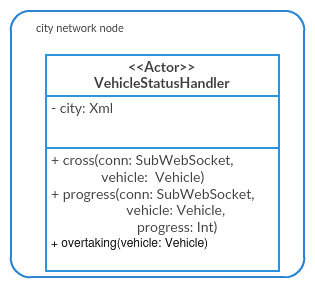 city network node
<<Actor>>
VehicleStatusHandler
- city: Xml
+ cross(conn: SubWebSocket,
vehicle: Vehicle)
+ progress(conn: SubWebSocket,
vehicle: Vehicle,
progress: Int)
+ overtaking(vehicle: Vehicle)